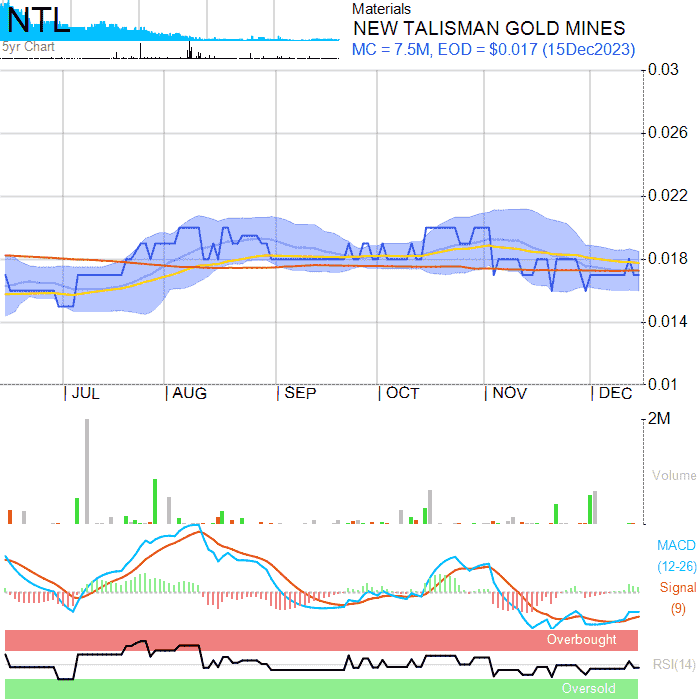 NTL
5yr Chart
Materials
NEW TALISMAN GOLD MINES
MC = 7.5M, EOD = $0.017 (15Dec2023)
0.03
0.026
0.022
0.018
0.014
0.01
JUL AUG SEP OCT NOV DEC
2M
Volume
MACD
(12-26)
Signal
(9)
Overbought
RSI(14)
Oversold